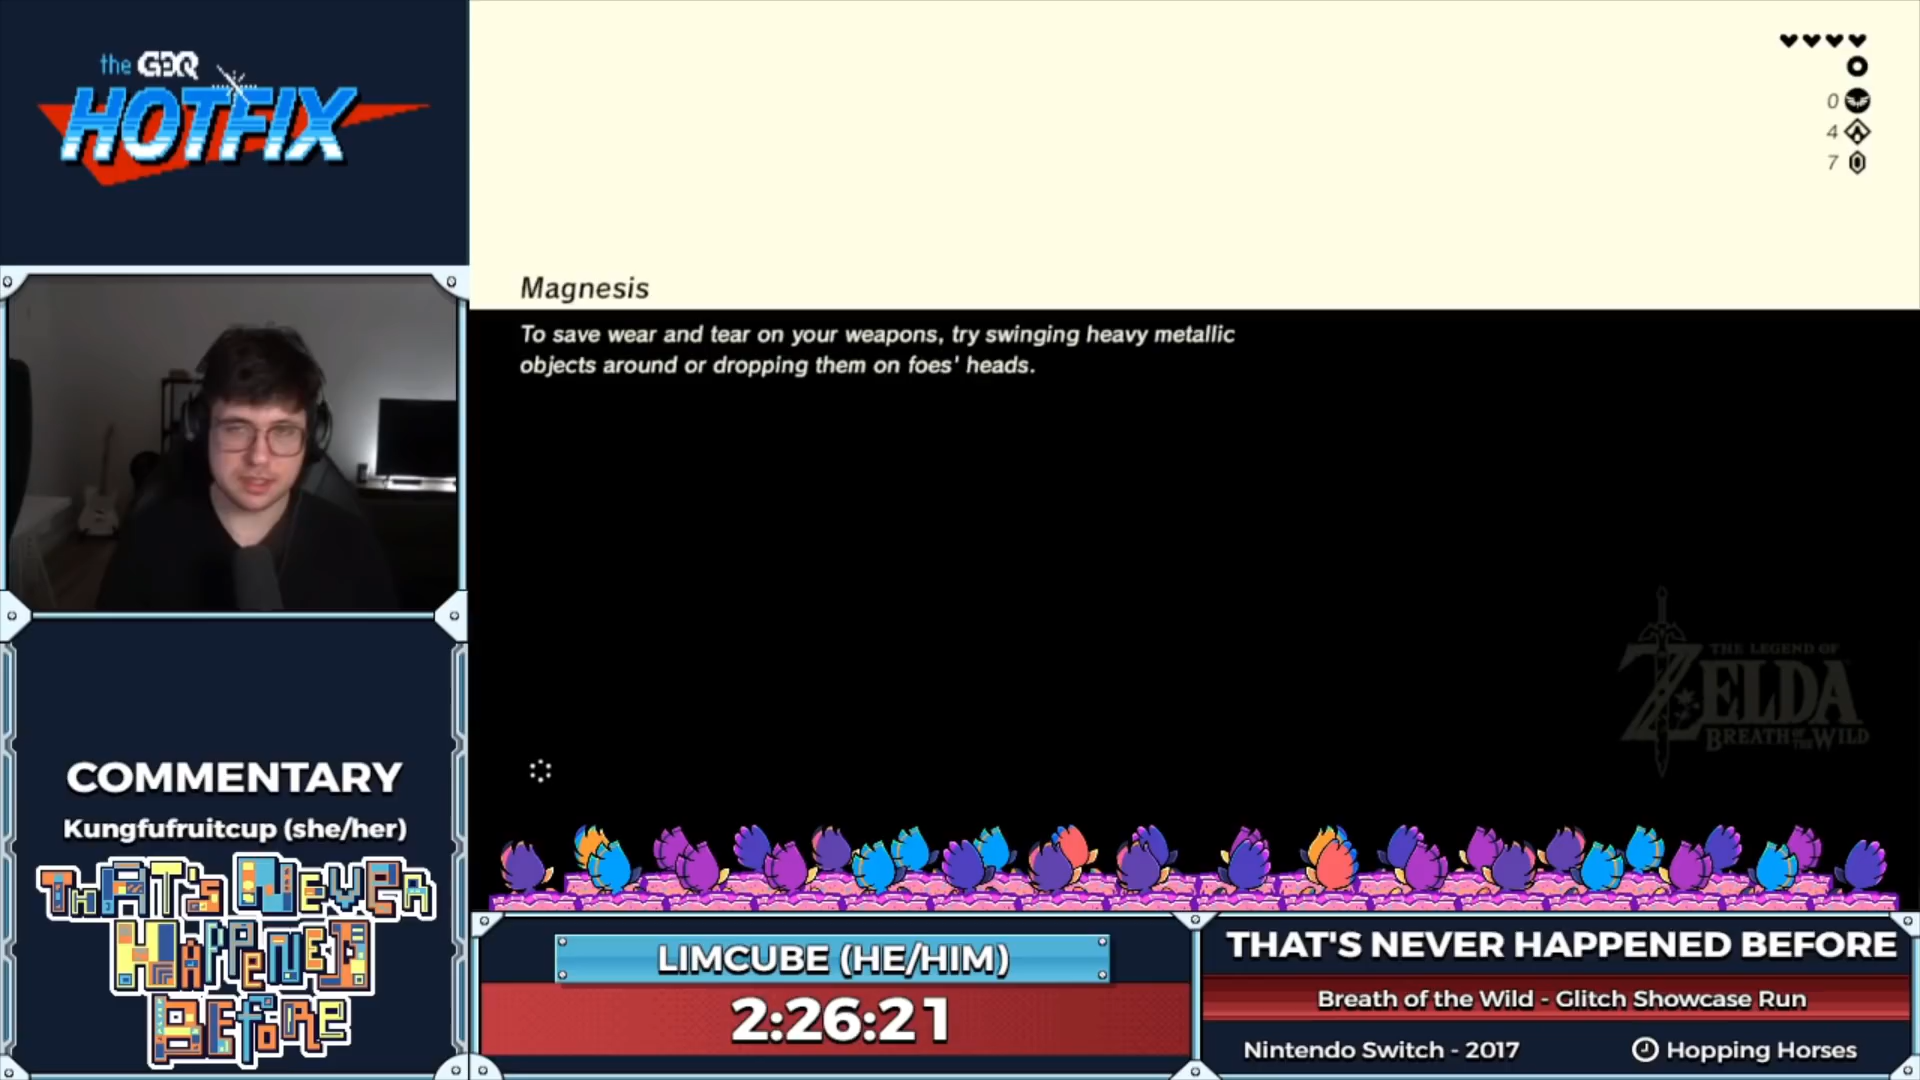 the GDQ
HOTFIX
0
4
7
Magnesis
To save wear and tear on your weapons, try swinging heavy metallic
objects around or dropping them on foes' heads.
THE LEGEND OF
ZELDA
BREATH OF THE WILD
COMMENTARY
Kungfufruitcup (she/her)
THAT'S NEVER
HAPPENED
BEFORE
LIMCUBE (HE/HIM)
2:26:21
THAT'S NEVER HAPPENED BEFORE
Breath of the Wild - Glitch Showcase Run
Nintendo Switch - 2017
Hopping Horses